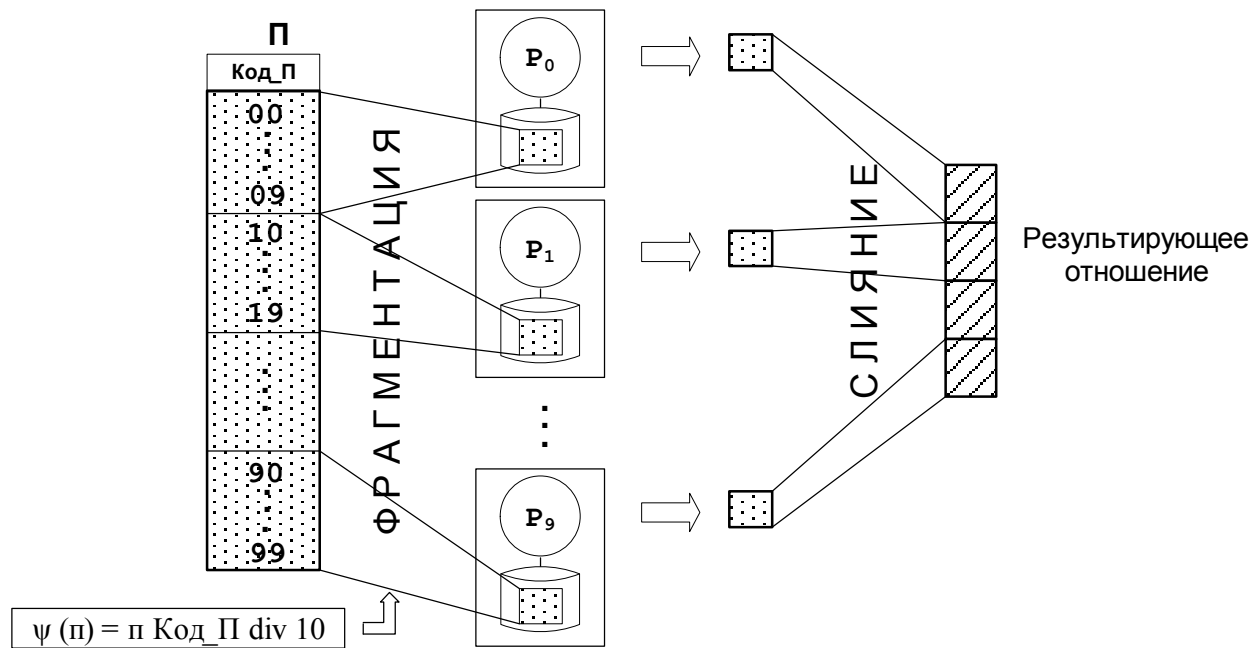 П
Код_П
00
09
10
19
90
99
ФРАГМЕНТАЦИЯ
P₀
P₁
P₉
СЛИЯНИЕ
Результирующее
отношение
ψ (п) = п Код_П div 10